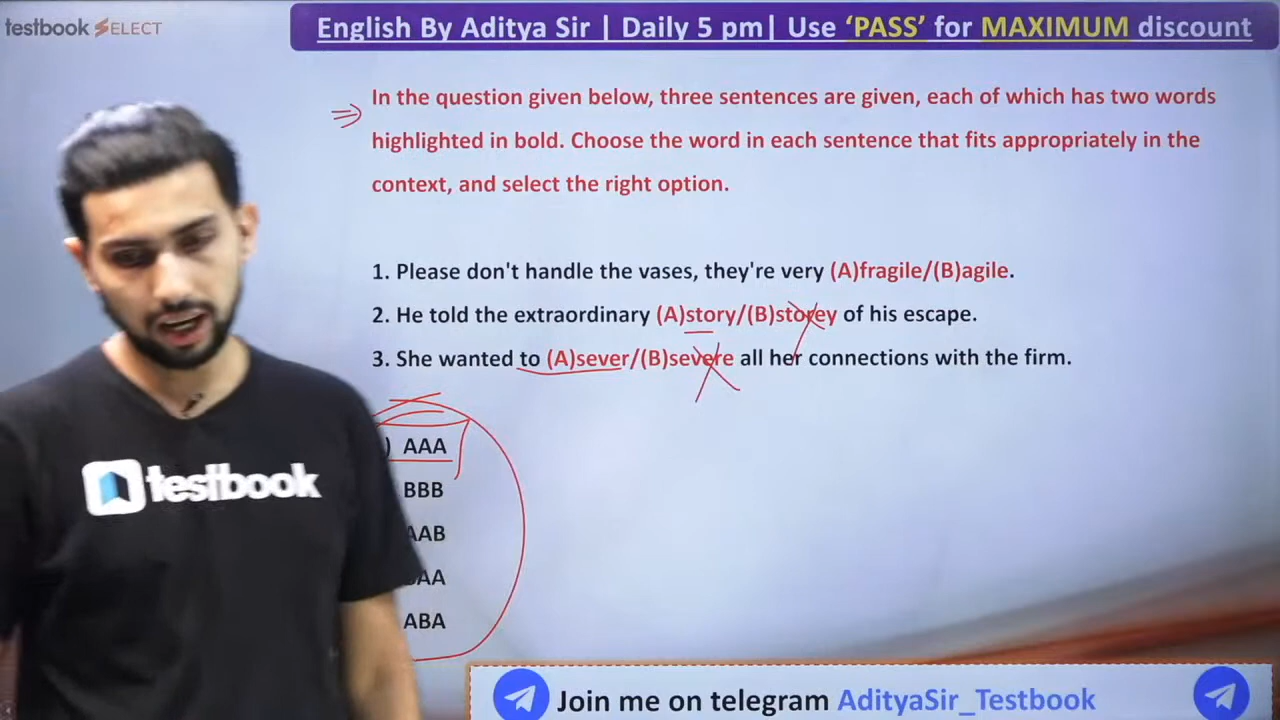 testbook SELECT
English By Aditya Sir | Daily 5 pm| Use ‘PASS’ for MAXIMUM discount
In the question given below, three sentences are given, each of which has two words
highlighted in bold. Choose the word in each sentence that fits appropriately in the
context, and select the right option.
1. Please don't handle the vases, they're very (A)fragile/(B)agile.
2. He told the extraordinary (A)story/(B)storey of his escape.
3. She wanted to (A)sever/(B)severe all her connections with the firm.
) AAA
BBB
AAB
AA
ABA
testbook
Join me on telegram AdityaSir_Testbook